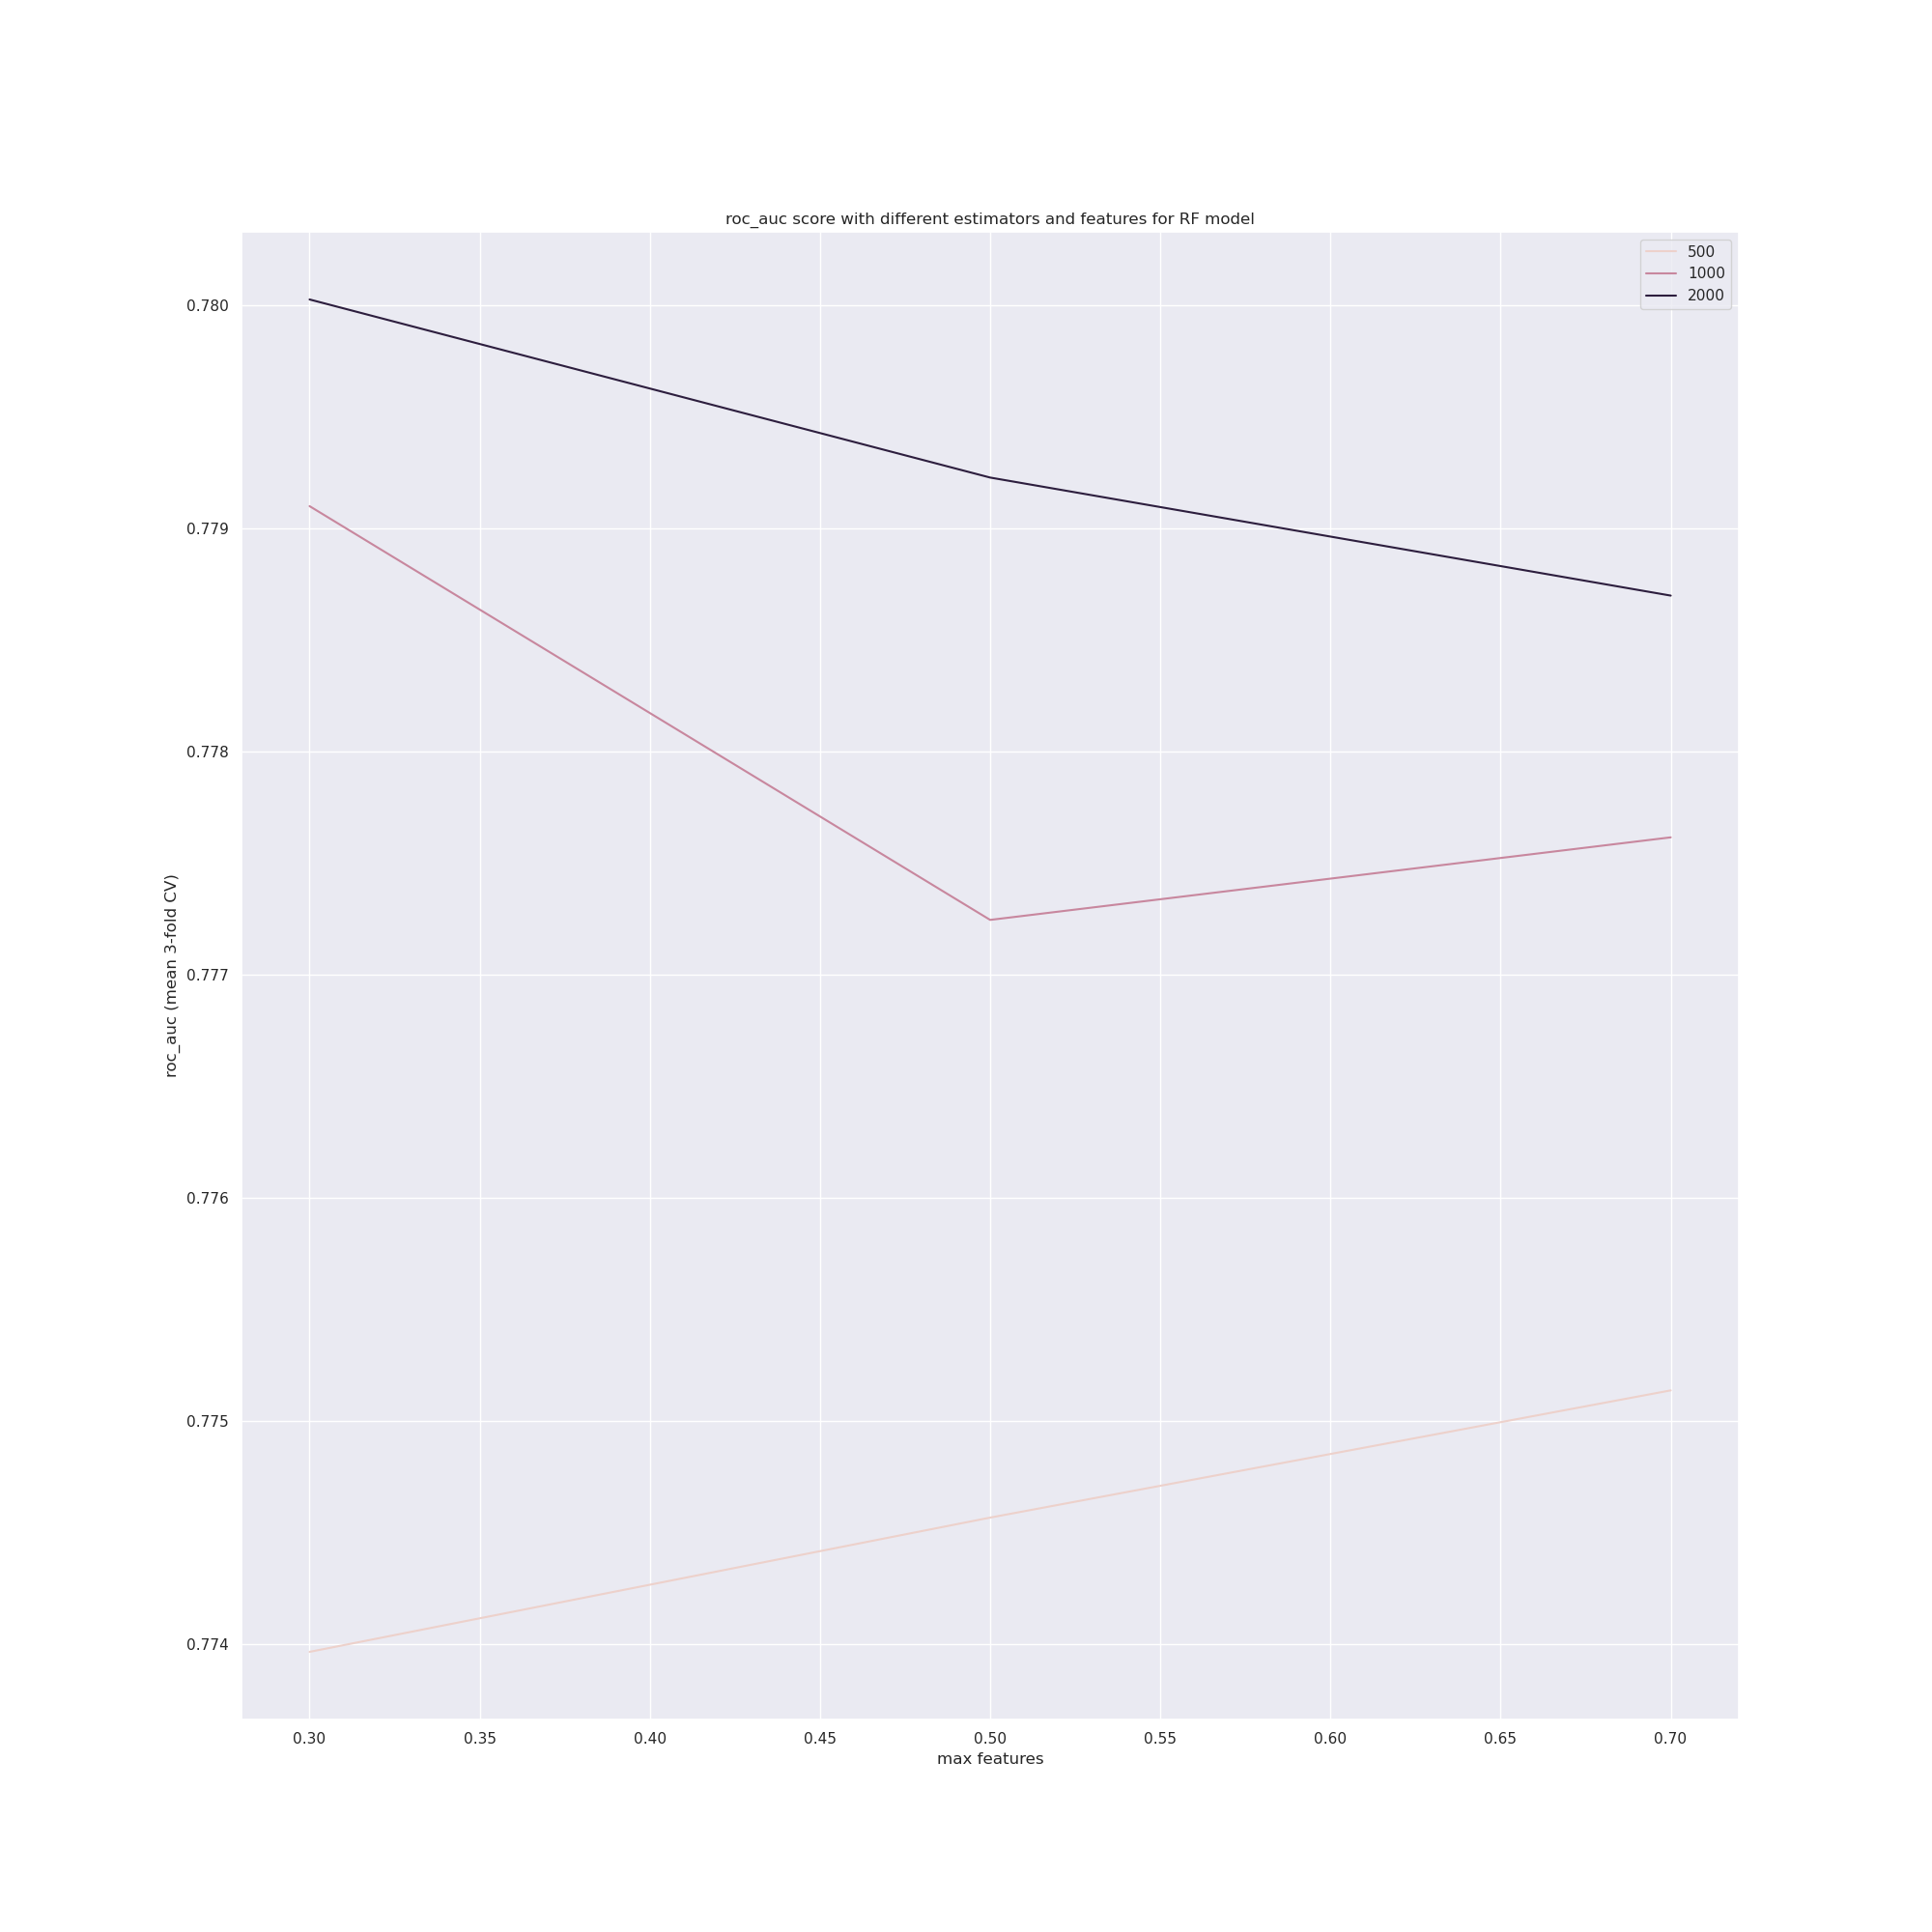 roc_auc score with different estimators and features for RF model
500
1000
2000
0.780
0.779
0.778
0.777
0.776
0.775
0.774
roc_auc (mean 3-fold CV)
0.30 0.35 0.40 0.45 0.50 0.55 0.60 0.65 0.70
max features